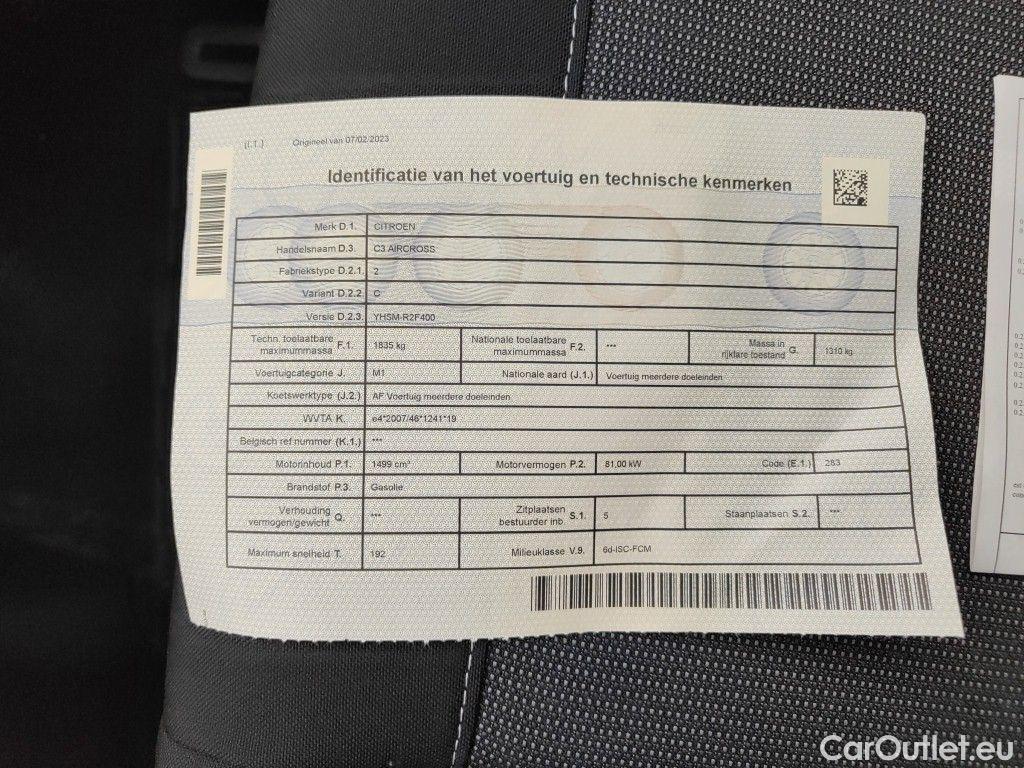 (I.T.) Origineel van 07/02/2023
Identificatie van het voertuig en technische kenmerken
Merk D.1. CITROEN
Handelsnaam D.3. C3 AIRCROSS
Fabriekstype D.2.1. 2
Variant D.2.2. C
Versie D.2.3. YHSM-R2F400
Techn. toelaatbare maximummassa F.1. 1835 kg Nationale toelaatbare maximummassa F.2. *** Massa in rijklare toestand G. 1310 kg
Voertuigcategorie J. M1 Nationale aard (J.1.) Voertuig meerdere doeleinden
Koetswerktype (J.2.) AF Voertuig meerdere doeleinden
WVTA K. e4*2007/46*1241*19
Belgisch ref nummer (K.1.) ***
Motorinhoud P.1. 1499 cm³ Motorvermogen P.2. 81,00 kW Code (E.1.) 283
Brandstof P.3. Gasolie
Verhouding vermogen/gewicht Q. *** Zitplaatsen bestuurder inb. S.1. 5 Staanplaatsen S.2. ***
Maximum snelheid T. 192 Milieuklasse V.9. 6d-ISC-FCM
CarOutlet.eu